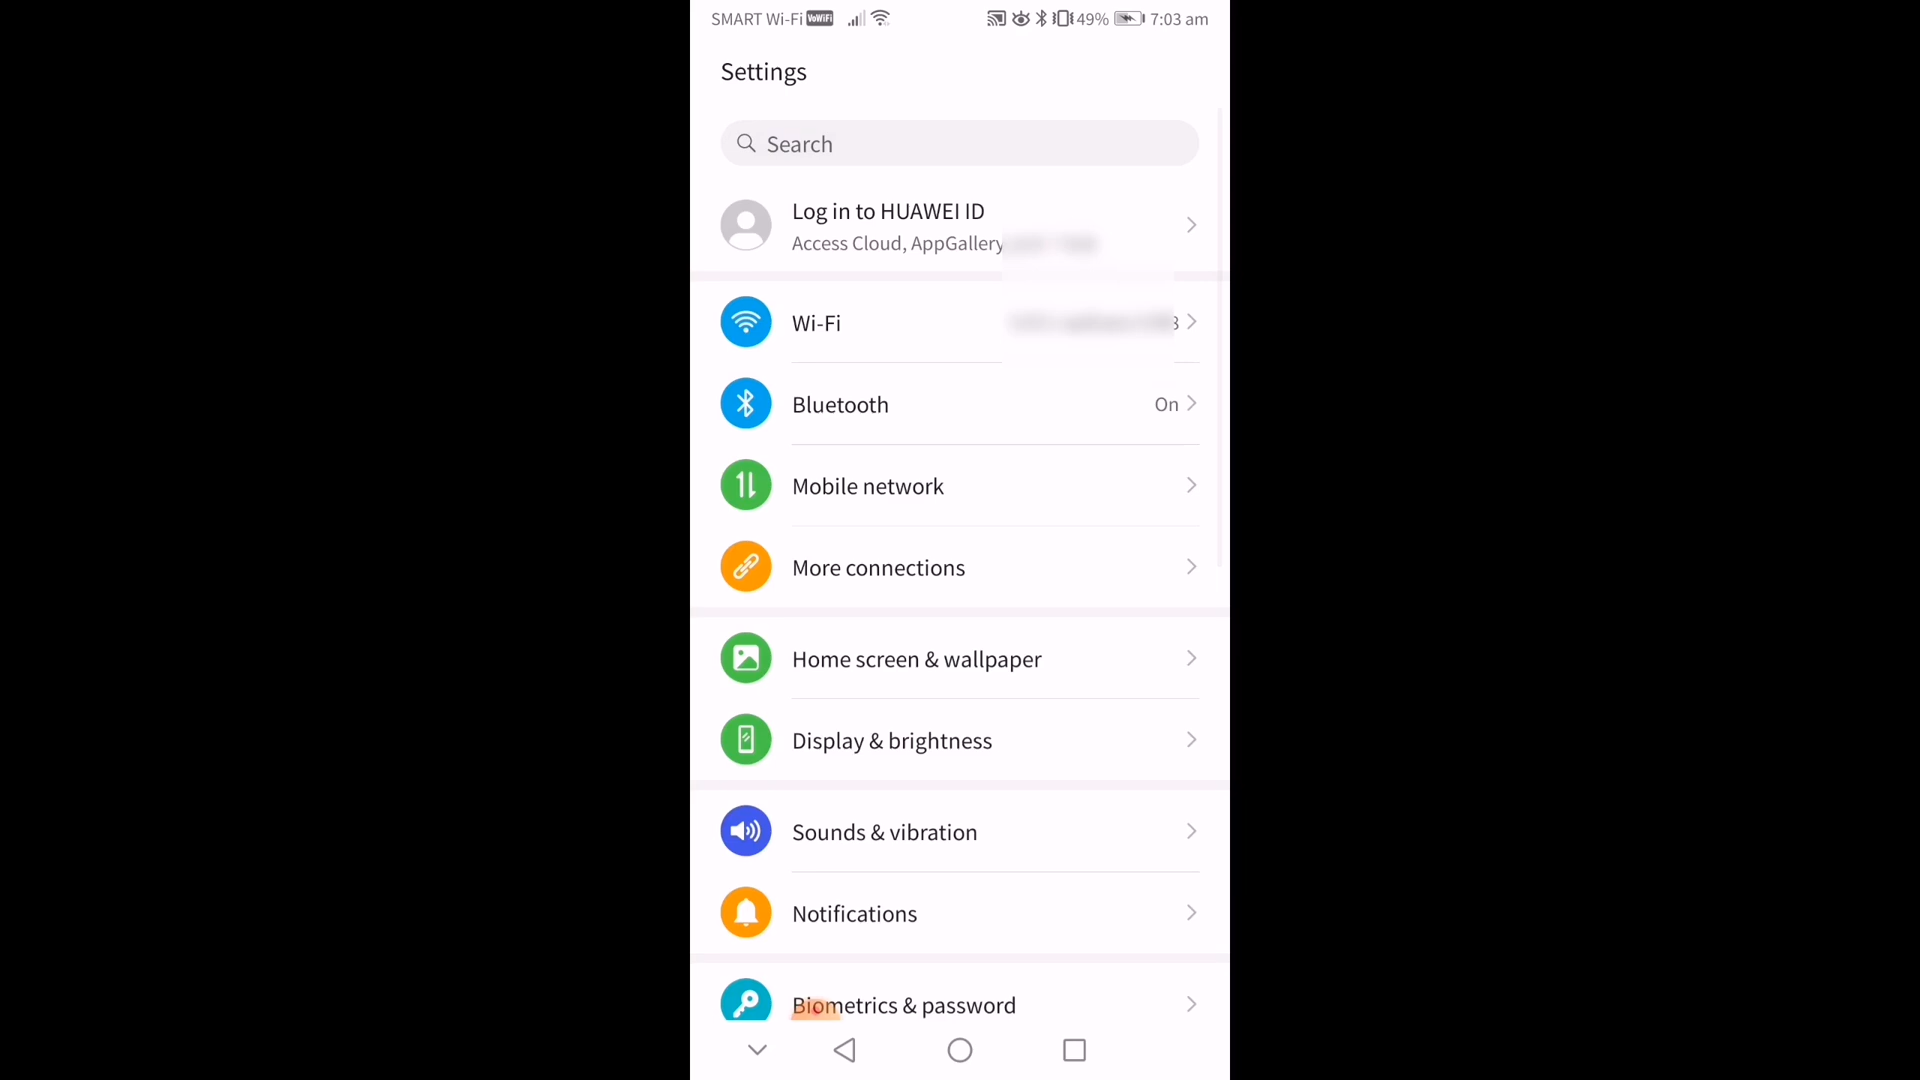 SMART Wi-Fi VoWiFi 49% 7:03 am
Settings
Search
Log in to HUAWEI ID
Access Cloud, AppGallery
Wi-Fi
Bluetooth On
Mobile network
More connections
Home screen & wallpaper
Display & brightness
Sounds & vibration
Notifications
Biometrics & password